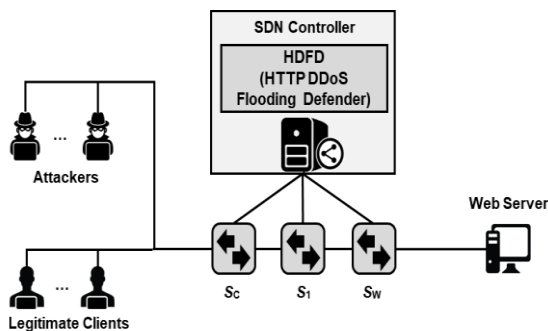 SDN Controller
HDFD
(HTTP DDoS
Flooding Defender)
...
Attackers
Web Server
...
Legitimate Clients
SC
S1
SW